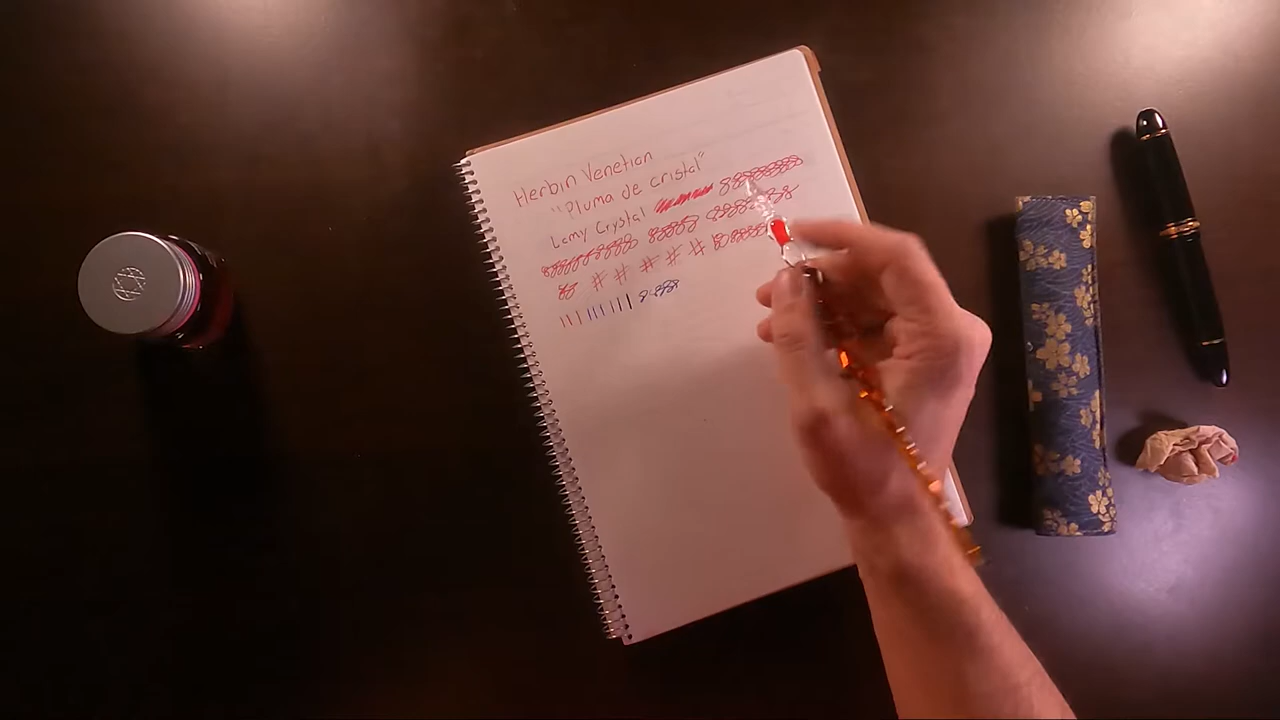 Herbin Venetian
"Pluma de cristal"
Lamy Crystal
# # # # #